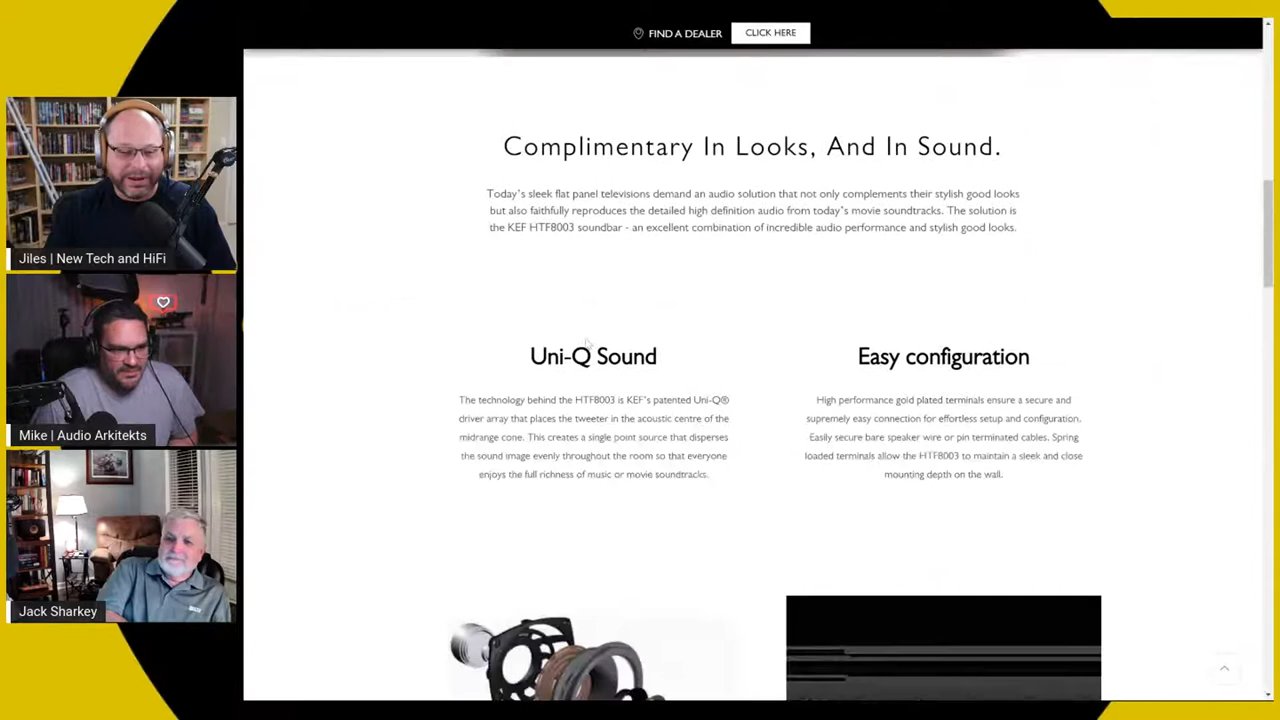 FIND A DEALER
CLICK HERE
Complimentary In Looks, And In Sound.
Today's sleek flat panel televisions demand an audio solution that not only complements their stylish good looks
but also faithfully reproduces the detailed high definition audio from today's movie soundtracks. The solution is
the KEF HTF8003 soundbar - an excellent combination of incredible audio performance and stylish good looks.
Uni-Q Sound
The technology behind the HTF8003 is KEF's patented Uni-Q®
driver array that places the tweeter in the acoustic centre of the
midrange cone. This creates a single point source that disperses
the sound image evenly throughout the room so that everyone
enjoys the full richness of music or movie soundtracks.
Easy configuration
High performance gold plated terminals ensure a secure and
supremely easy connection for effortless setup and configuration.
Easily secure bare speaker wire or pin terminated cables. Spring
loaded terminals allow the HTF8003 to maintain a sleek and close
mounting depth on the wall.
Jiles | New Tech and HiFi
Mike | Audio Arkitekts
Jack Sharkey